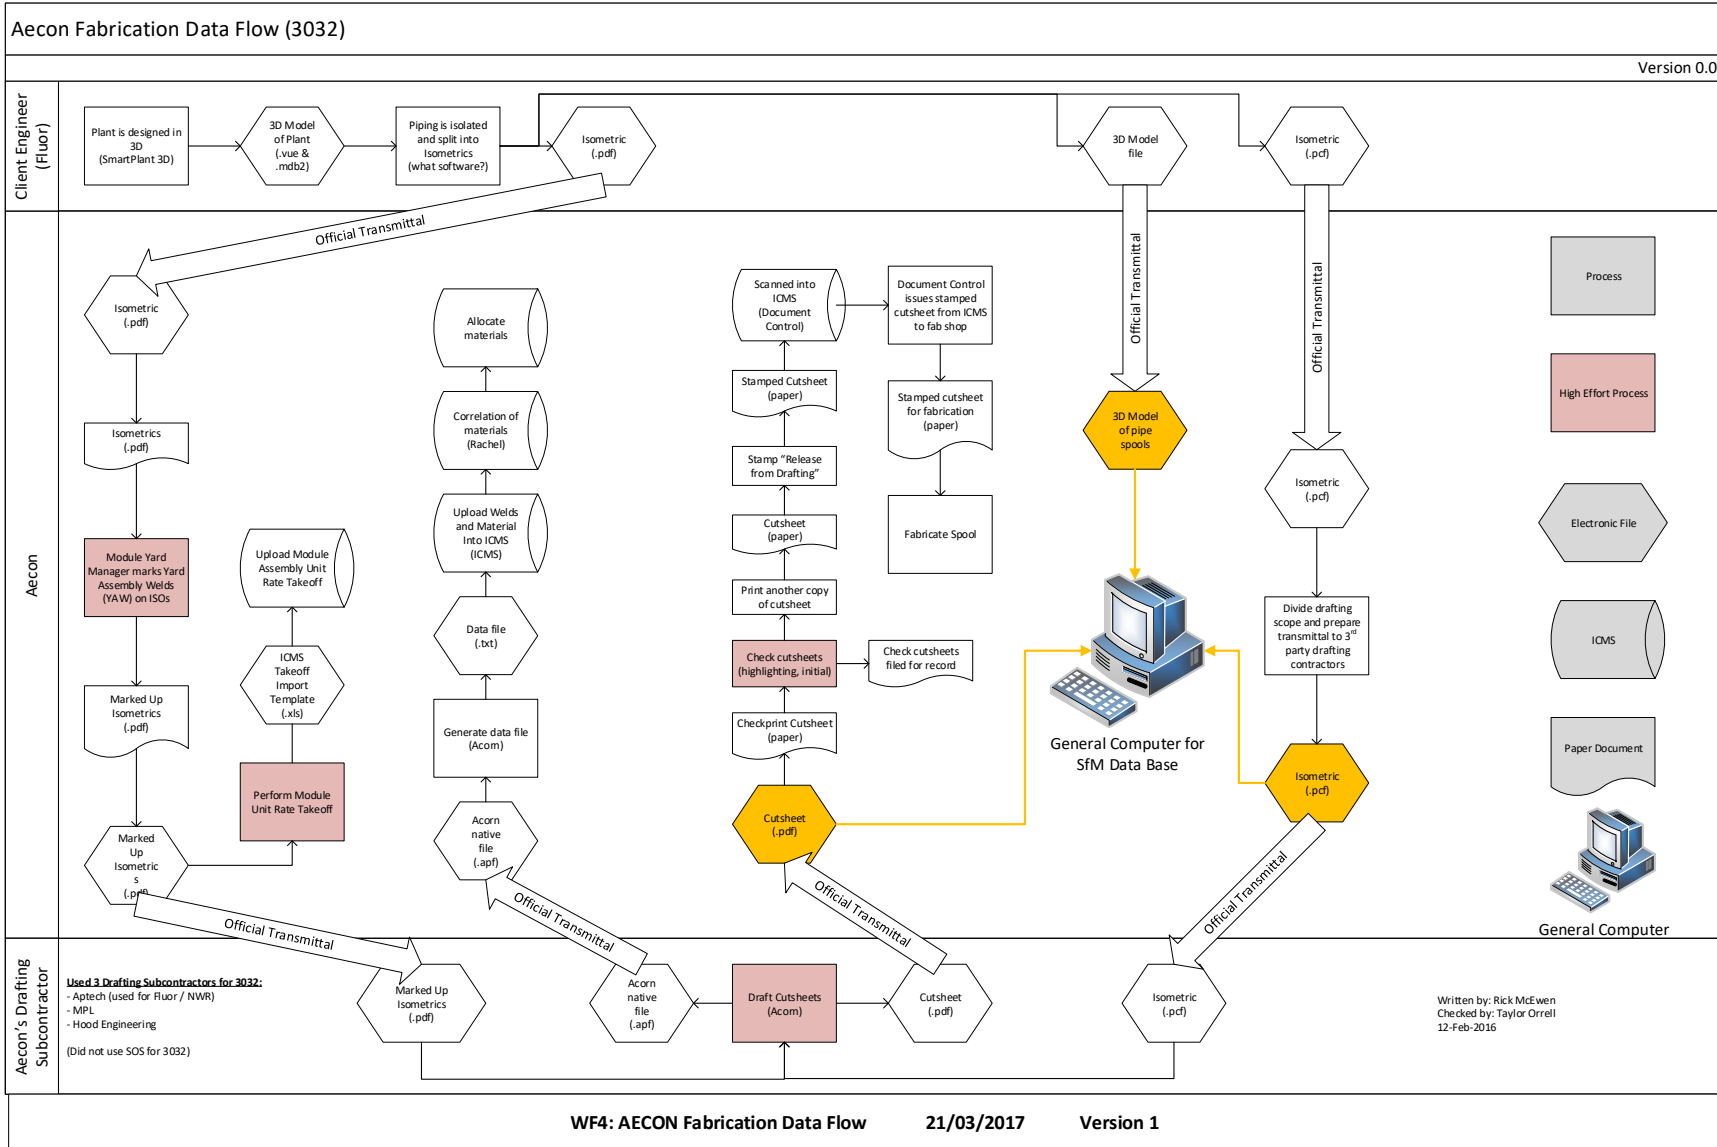 Aecon Fabrication Data Flow (3032)
Version 0.0
Client Engineer
(Fluor)
Plant is designed in
3D
(SmartPlant 3D)
3D Model
of Plant
(.vue &
.mdb2)
Piping is isolated
and split into
Isometrics
(what software?)
Isometric
(.pdf)
3D Model
file
Isometric
(.pcf)
Official Transmittal
Official Transmittal
Official Transmittal
Aecon
Isometric
(.pdf)
Isometrics
(.pdf)
Module Yard
Manager marks Yard
Assembly Welds
(YAW) on ISOs
Marked Up
Isometrics
(.pdf)
Marked
Up
Isometric
s
(.pdf)
Upload Module
Assembly Unit
Rate Takeoff
ICMS
Takeoff
Import
Template
(.xls)
Perform Module
Unit Rate Takeoff
Allocate
materials
Correlation of
materials
(Rachel)
Upload Welds
and Material
Into ICMS
(ICMS)
Data file
(.txt)
Generate data file
(Acorn)
Acorn
native
file
(.apf)
Scanned into
ICMS
(Document
Control)
Document Control
issues stamped
cutsheet from ICMS
to fab shop
Stamped Cutsheet
(paper)
Stamped cutsheet
for fabrication
(paper)
Stamp “Release
from Drafting”
Cutsheet
(paper)
Fabricate Spool
Print another copy
of cutsheet
Check cutsheets
(highlighting, initial)
Check cutsheets
filed for record
Checkprint Cutsheet
(paper)
Cutsheet
(.pdf)
3D Model
of pipe
spools
General Computer for
SfM Data Base
Isometric
(.pcf)
Divide drafting
scope and prepare
transmittal to 3rd
party drafting
contractors
Isometric
(.pcf)
Process
High Effort Process
Electronic File
ICMS
Paper Document
General Computer
Official Transmittal
Official Transmittal
Official Transmittal
Official Transmittal
Aecon’s Drafting
Subcontractor
Used 3 Drafting Subcontractors for 3032:
- Aptech (used for Fluor / NWR)
- MPL
- Hood Engineering
(Did not use SOS for 3032)
Marked Up
Isometrics
(.pdf)
Acorn
native
file
(.apf)
Draft Cutsheets
(Acorn)
Cutsheet
(.pdf)
Isometric
(.pcf)
Written by: Rick McEwen
Checked by: Taylor Orrell
12-Feb-2016
WF4: AECON Fabrication Data Flow 21/03/2017 Version 1